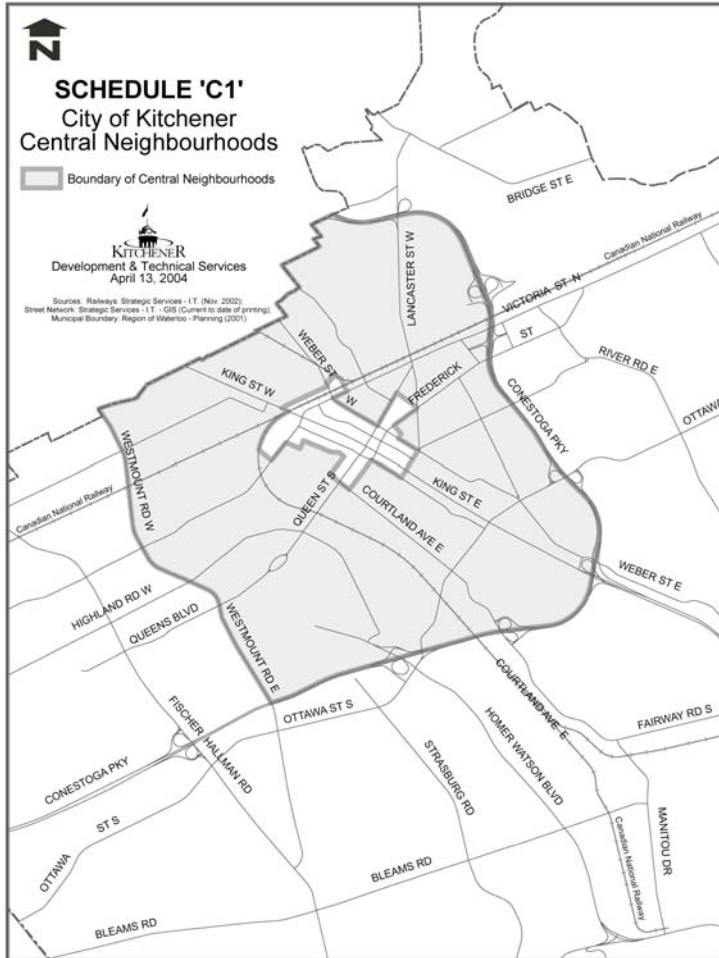 N
SCHEDULE 'C1'
City of Kitchener
Central Neighbourhoods
Boundary of Central Neighbourhoods
KITCHENER
Development & Technical Services
April 13, 2004
Sources: Railways: Strategic Services - I.T. (Nov. 2002);
Street Network: Strategic Services - I.T. - GIS (Current to date of printing);
Municipal Boundary: Region of Waterloo - Planning (2001)
BRIDGE ST E
LANCASTER ST W
Canadian National Railway
VICTORIA ST N
WEBER ST
W
KING ST W
FREDERICK
ST
RIVER RD E
CONESTOGA PKY
OTTAWA
WESTMOUNT RD W
Canadian National Railway
QUEEN ST S
COURTLAND AVE E
KING ST E
WEBER ST E
HIGHLAND RD W
QUEENS BLVD
WESTMOUNT RD E
FISCHER HALLMAN RD
OTTAWA ST S
COURTLAND AVE E
HOMER WATSON BLVD
FAIRWAY RD S
CONESTOGA PKY
STRASBURG RD
OTTAWA
ST S
MANITOU DR
Canadian National Railway
BLEAMS RD
BLEAMS RD